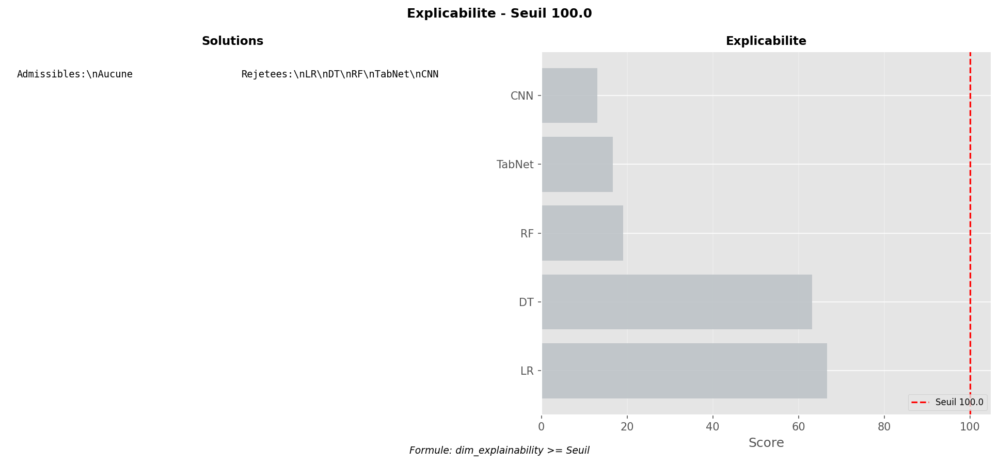 Explicabilite - Seuil 100.0
Solutions
Admissibles:\nAucune
Rejetees:\nLR\nDT\nRF\nTabNet\nCNN
Explicabilite
CNN
TabNet
RF
DT
LR
Seuil 100.0
0 20 40 60 80 100
Score
Formule: dim_explainability >= Seuil